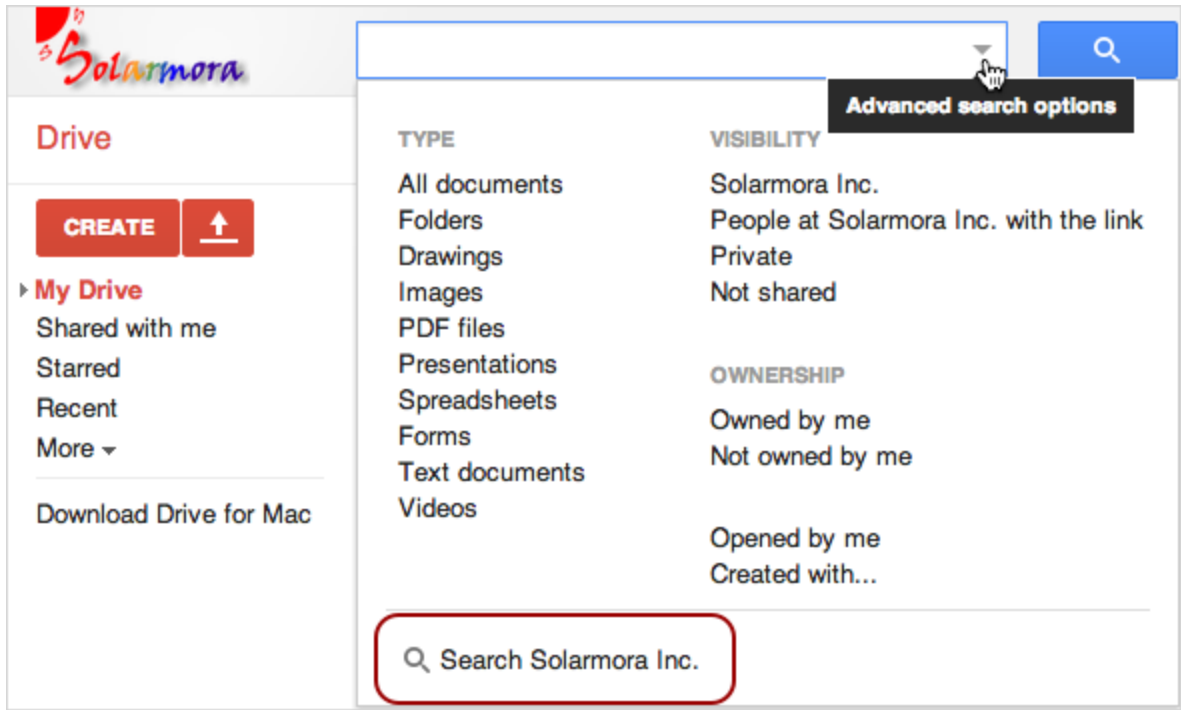 Solarmora
Advanced search options
Drive
CREATE
My Drive
Shared with me
Starred
Recent
More
Download Drive for Mac
TYPE
All documents
Folders
Drawings
Images
PDF files
Presentations
Spreadsheets
Forms
Text documents
Videos
VISIBILITY
Solarmora Inc.
People at Solarmora Inc. with the link
Private
Not shared
OWNERSHIP
Owned by me
Not owned by me
Opened by me
Created with...
Search Solarmora Inc.